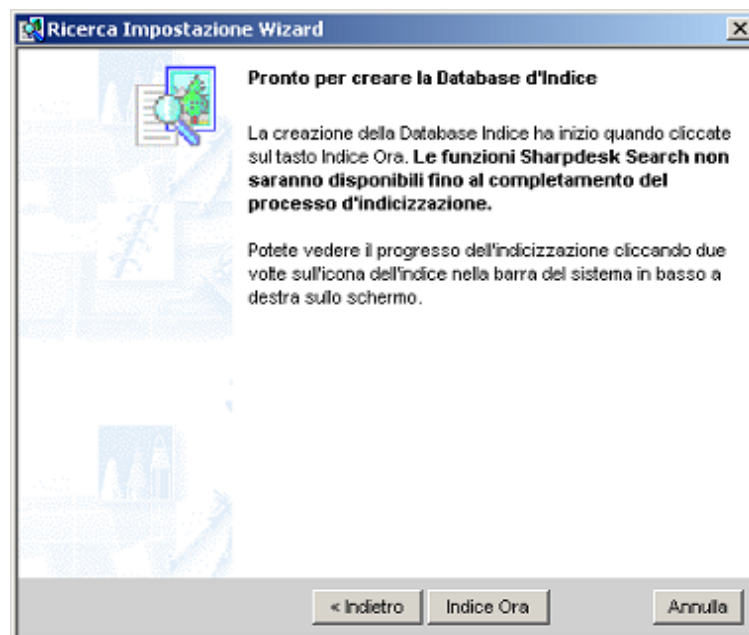 Ricerca Impostazione Wizard
Pronto per creare la Database d'Indice
La creazione della Database Indice ha inizio quando cliccate
sul tasto Indice Ora. Le funzioni Sharpdesk Search non
saranno disponibili fino al completamento del
processo d'indicizzazione.
Potete vedere il progresso dell'indicizzazione cliccando due
volte sull'icona dell'indice nella barra del sistema in basso a
destra sullo schermo.
« Indietro Indice Ora Annulla